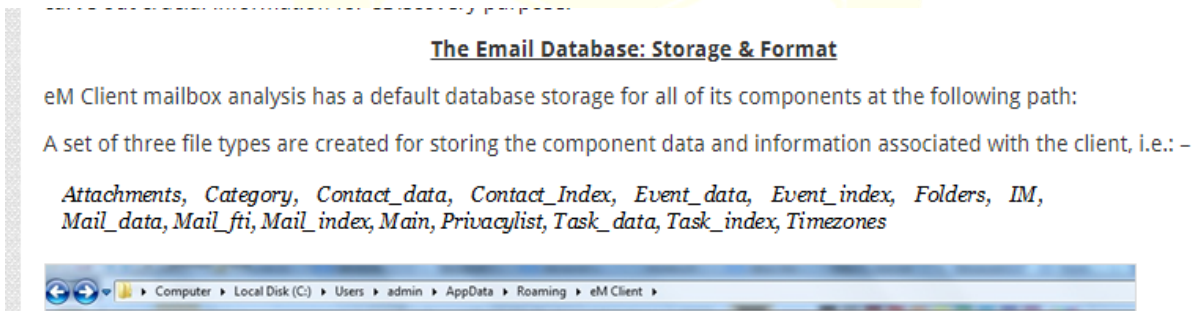 The Email Database: Storage & Format
eM Client mailbox analysis has a default database storage for all of its components at the following path:
A set of three file types are created for storing the component data and information associated with the client, i.e.: –
Attachments, Category, Contact_data, Contact_Index, Event_data, Event_index, Folders, IM,
Mail_data, Mail_fti, Mail_index, Main, Privacylist, Task_data, Task_index, Timezones
Computer ▸ Local Disk (C:) ▸ Users ▸ admin ▸ AppData ▸ Roaming ▸ eM Client ▸